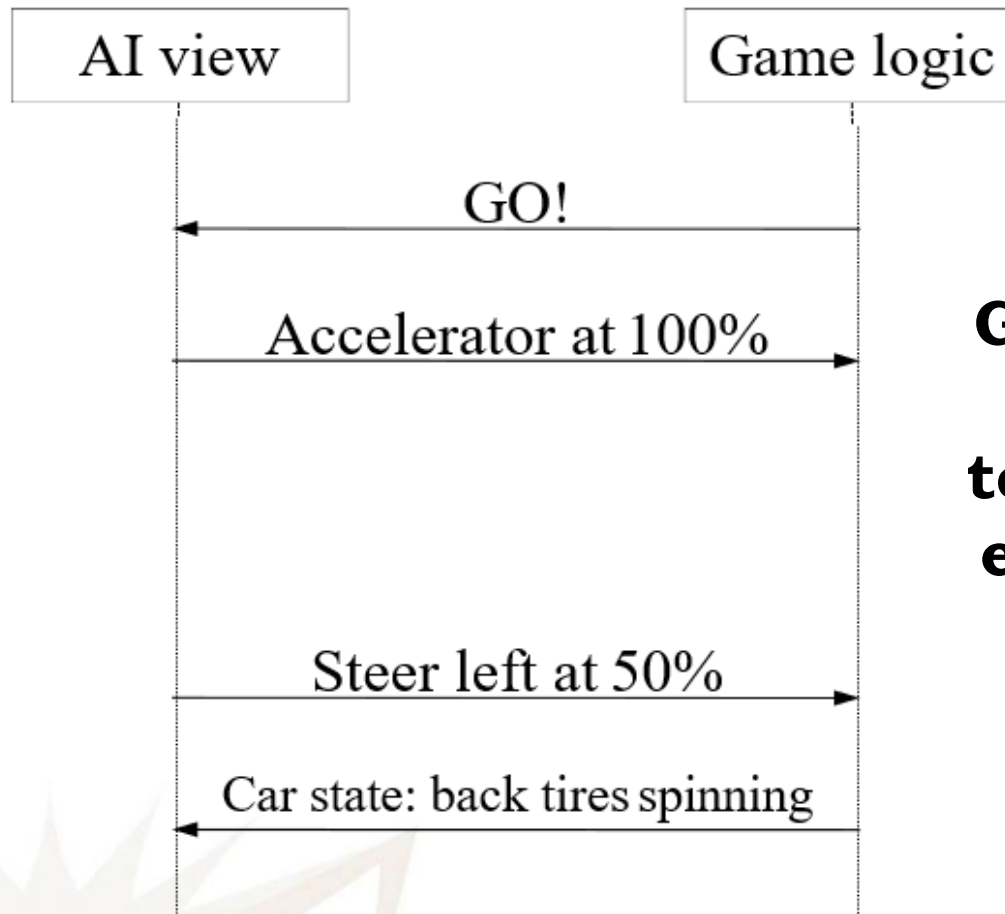 AI view
Game logic
GO!
Accelerator at 100%
Steer left at 50%
Car state: back tires spinning